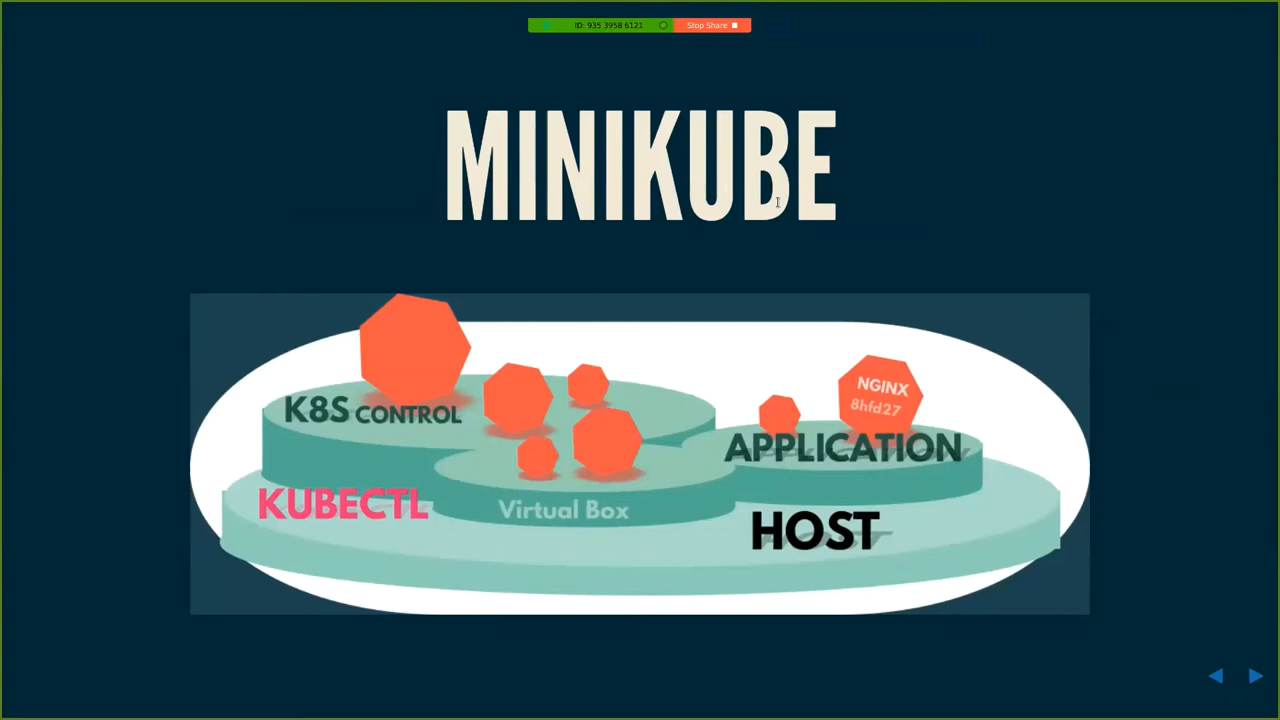 ID: 935 3958 6121
Stop Share
MINIKUBE
NGINX
8hfd27
K8S CONTROL
APPLICATION
KUBECTL
Virtual Box
HOST